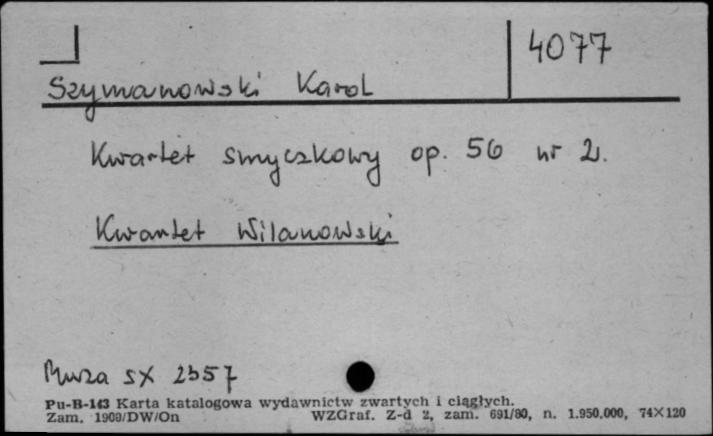 4077
Szymanowski Karol
Kwartet smyczkowy op. 56 nr 2.
Kwartet Wilanowski
Muza SX 2357
Pu-B-143 Karta katalogowa wydawnictw zwartych i ciągłych.
Zam. 1909/DW/On WZGraf. Z-d 2, zam. 691/80, n. 1.950,000, 74×120